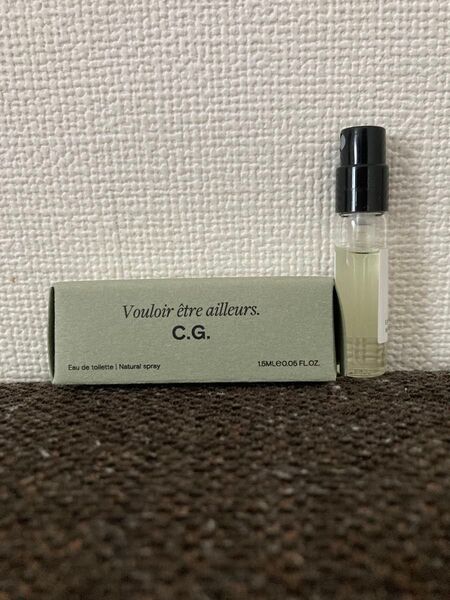 Vouloir être ailleurs.
C.G.
Eau de toilette | Natural spray
1.5ML℮0.05 FL.OZ.